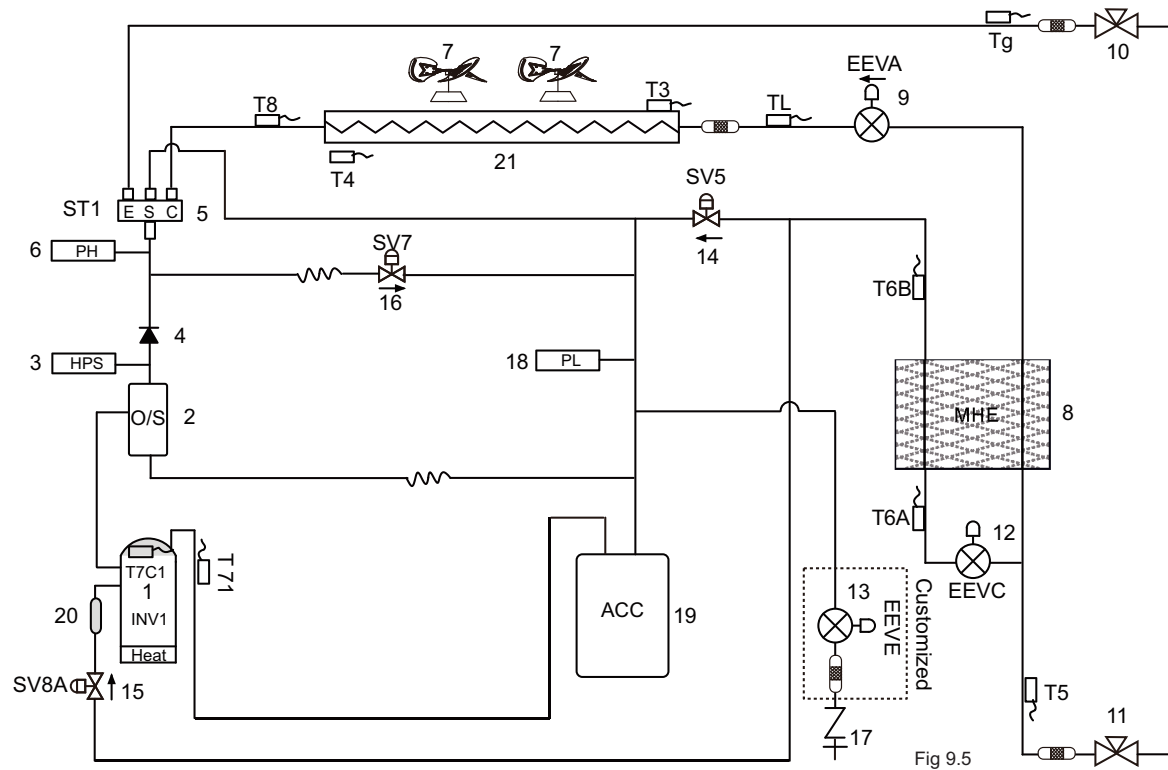 Tg
10
7
7
EEVA
9
T8
T3
TL
T4
21
SV5
ST1
E S C
5
14
6
PH
SV7
16
T6B
4
3
HPS
18
PL
O/S
2
MHE
8
T6A
12
EEVC
T7C1
1
INV1
Heat
T71
20
ACC
19
13
EEVE
Customized
SV8A
15
T5
11
17
Fig 9.5